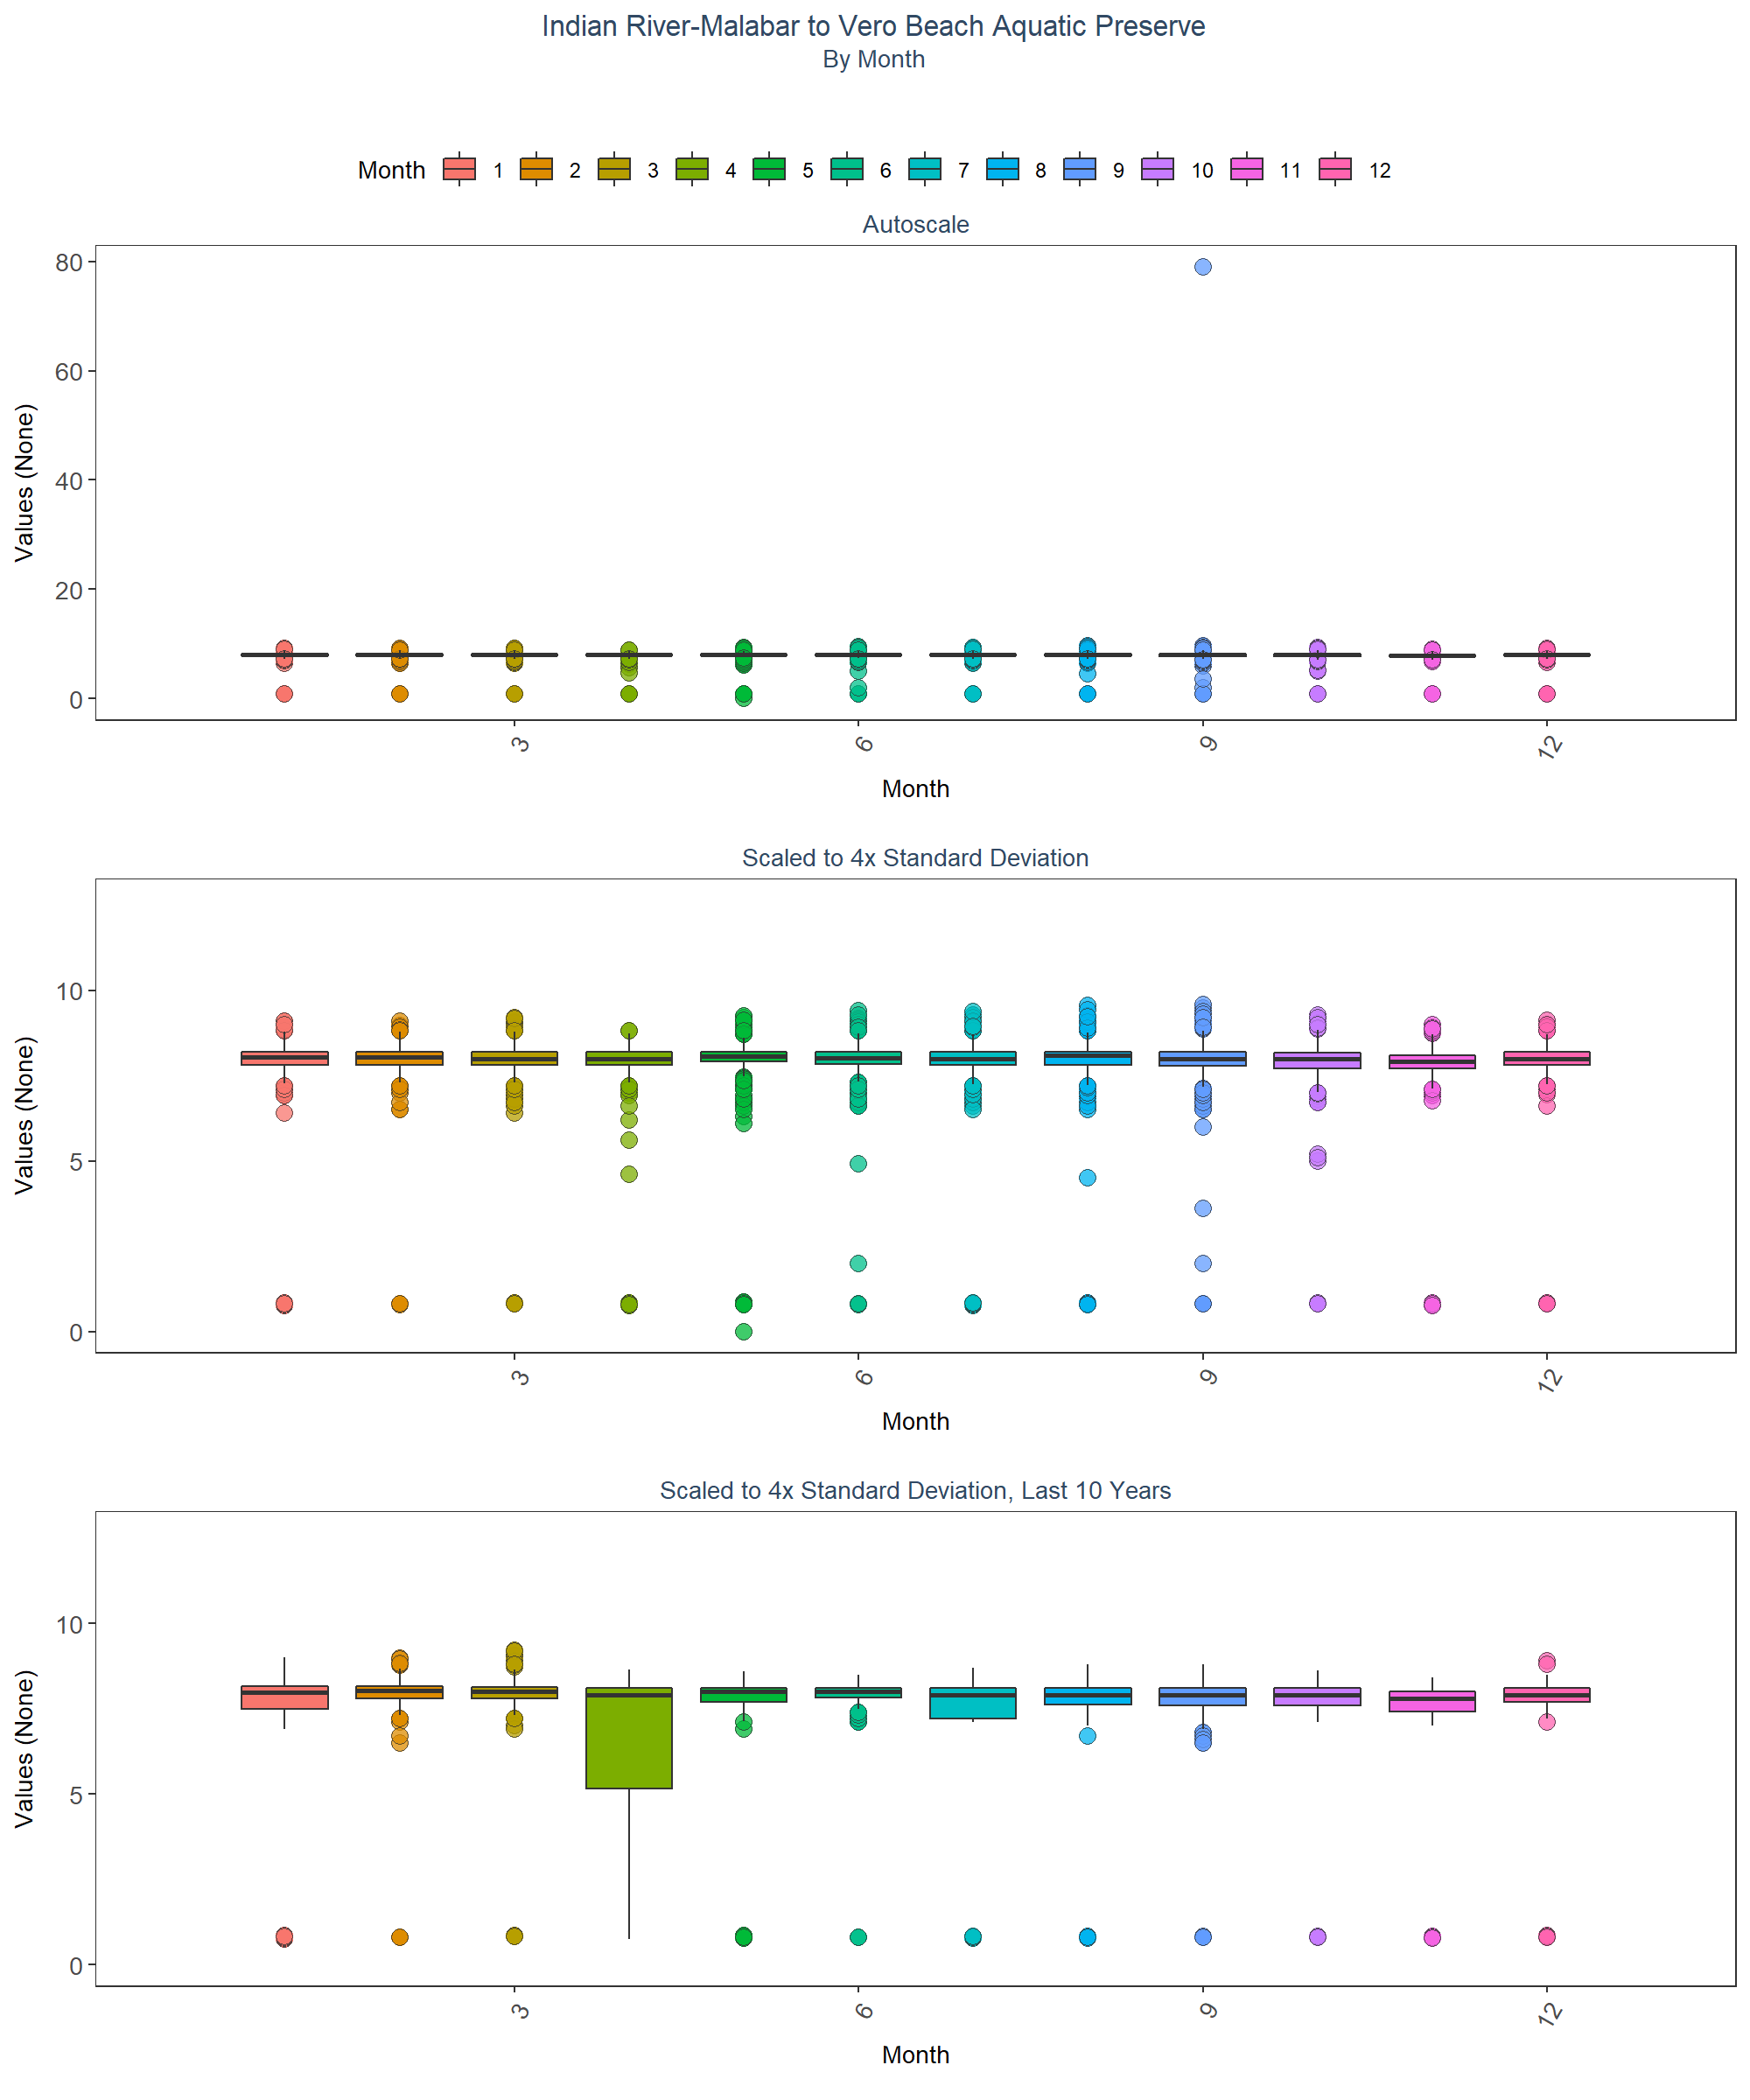 Indian River-Malabar to Vero Beach Aquatic Preserve
By Month
Month 1 2 3 4 5 6 7 8 9 10 11 12
Autoscale
Values (None)
80
60
40
20
0
3 6 9 12
Month
Scaled to 4x Standard Deviation
Values (None)
10
5
0
3 6 9 12
Month
Scaled to 4x Standard Deviation, Last 10 Years
Values (None)
10
5
0
3 6 9 12
Month